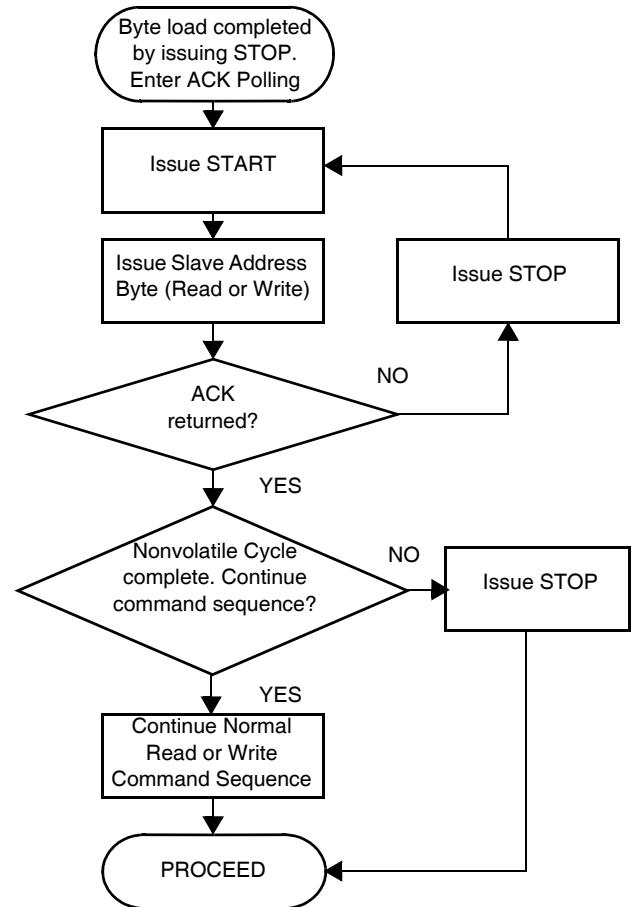 Byte load completed
by issuing STOP.
Enter ACK Polling
Issue START
Issue Slave Address
Byte (Read or Write)
Issue STOP
ACK
returned?
NO
YES
Nonvolatile Cycle
complete. Continue
command sequence?
NO
Issue STOP
YES
Continue Normal
Read or Write
Command Sequence
PROCEED